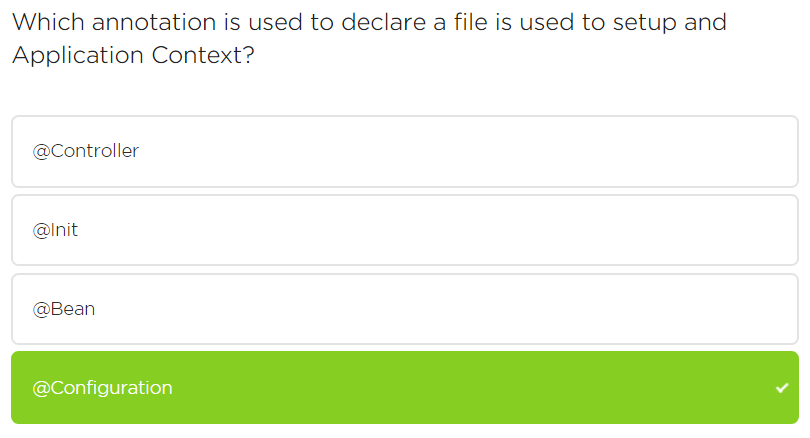 Which annotation is used to declare a file is used to setup and
Application Context?
@Controller
@Init
@Bean
@Configuration